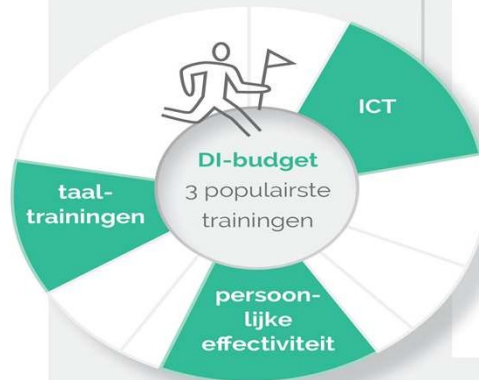 ICT
DI-budget
3 populairste
trainingen
taal-
trainingen
persoon-
lijke
effectiviteit